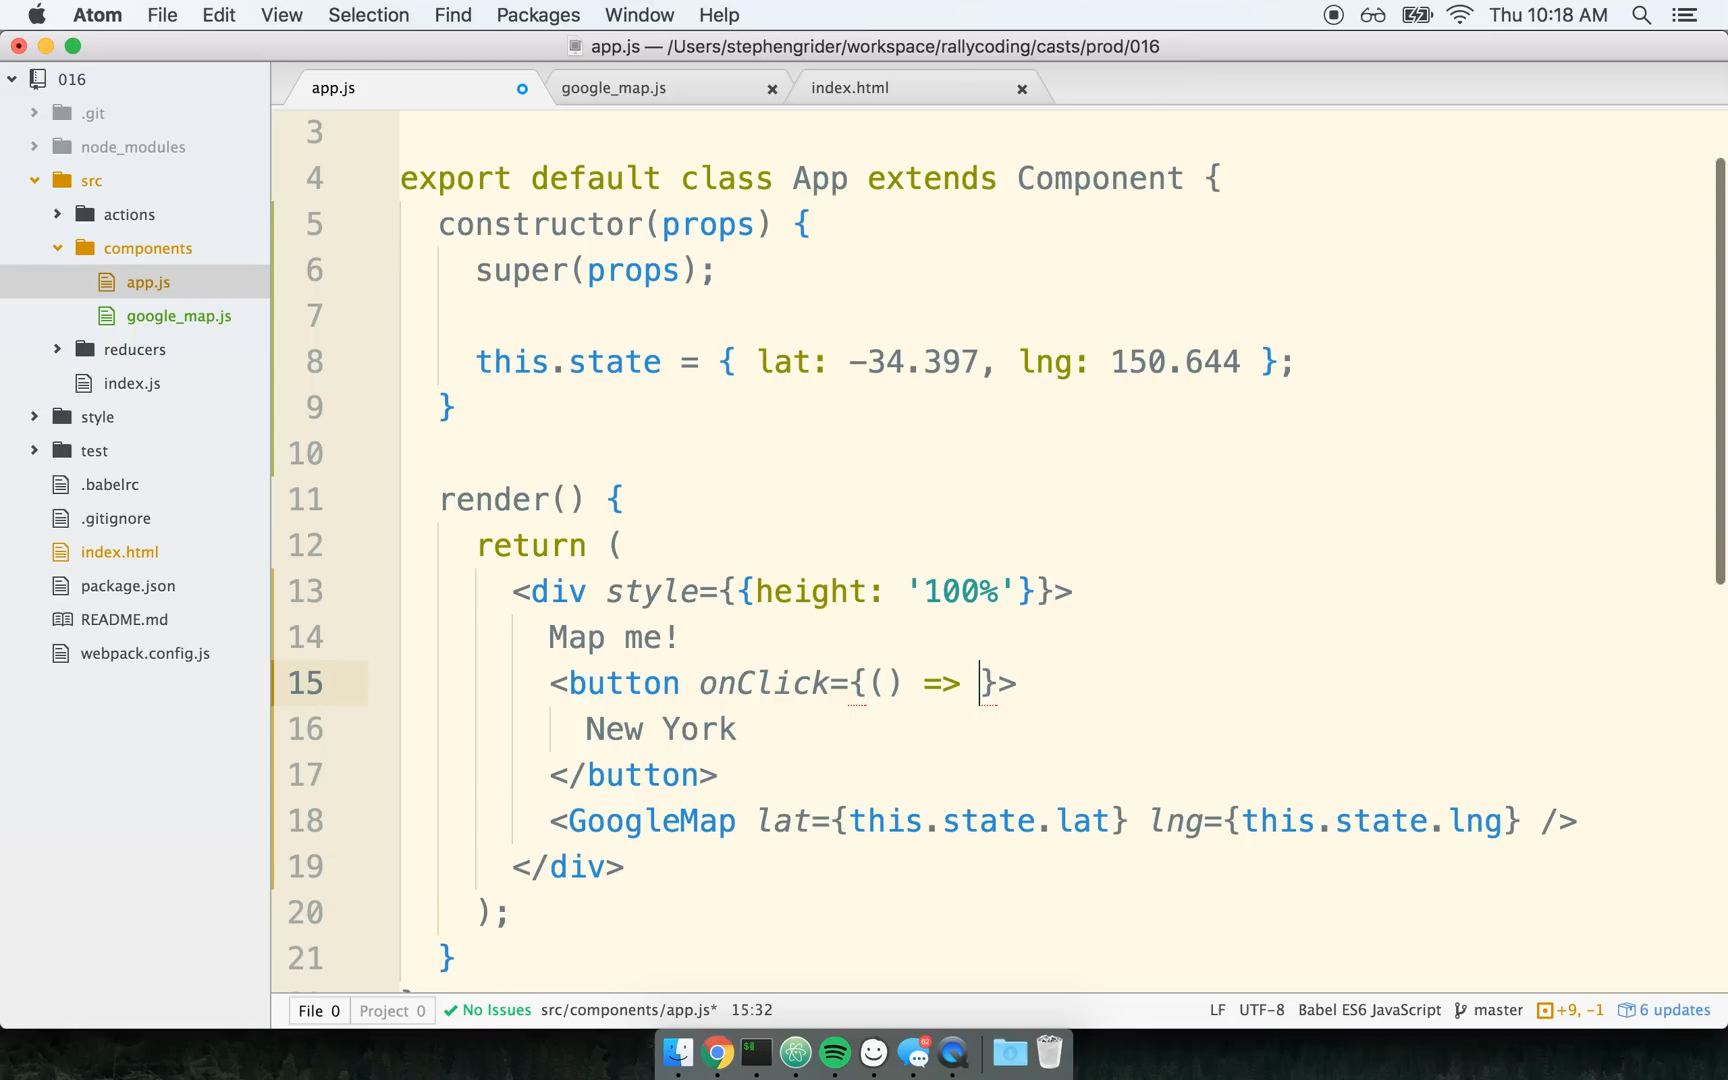 Atom File Edit View Selection Find Packages Window Help Thu 10:18 AM
app.js — /Users/stephengrider/workspace/rallycoding/casts/prod/016
016
.git
node_modules
src
actions
components
app.js
google_map.js
reducers
index.js
style
test
.babelrc
.gitignore
index.html
package.json
README.md
webpack.config.js
app.js google_map.js index.html
3
4 export default class App extends Component {
5 constructor(props) {
6 super(props);
7
8 this.state = { lat: -34.397, lng: 150.644 };
9 }
10
11 render() {
12 return (
13 <div style={{height: '100%'}}>
14 Map me!
15 <button onClick={() => }>
16 New York
17 </button>
18 <GoogleMap lat={this.state.lat} lng={this.state.lng} />
19 </div>
20 );
21 }
File 0 Project 0 No Issues src/components/app.js* 15:32 LF UTF-8 Babel ES6 JavaScript master +9, -1 6 updates
62